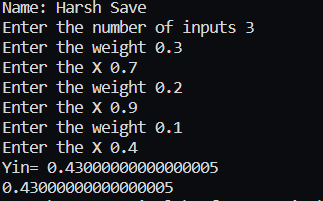 Name: Harsh Save
Enter the number of inputs 3
Enter the weight 0.3
Enter the X 0.7
Enter the weight 0.2
Enter the X 0.9
Enter the weight 0.1
Enter the X 0.4
Yin= 0.43000000000000005
0.43000000000000005